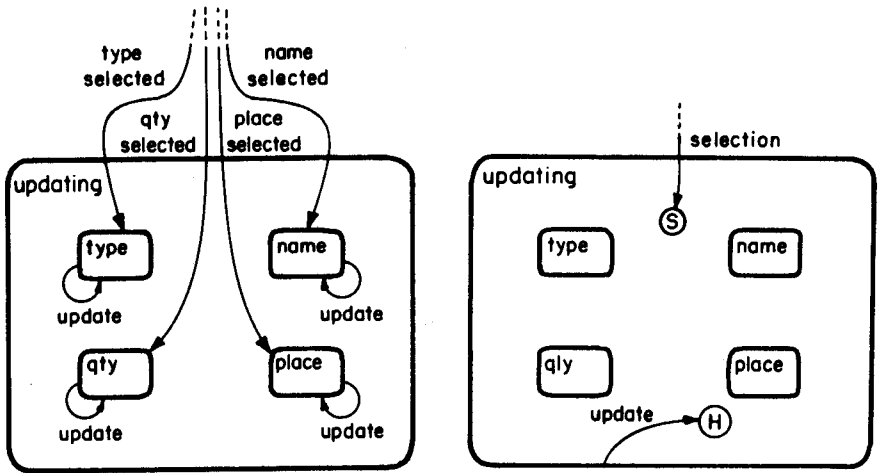 type
selected
name
selected
qty
selected
place
selected
updating
type
update
name
update
qty
update
place
update
selection
updating
S
type
name
qly
place
update
H